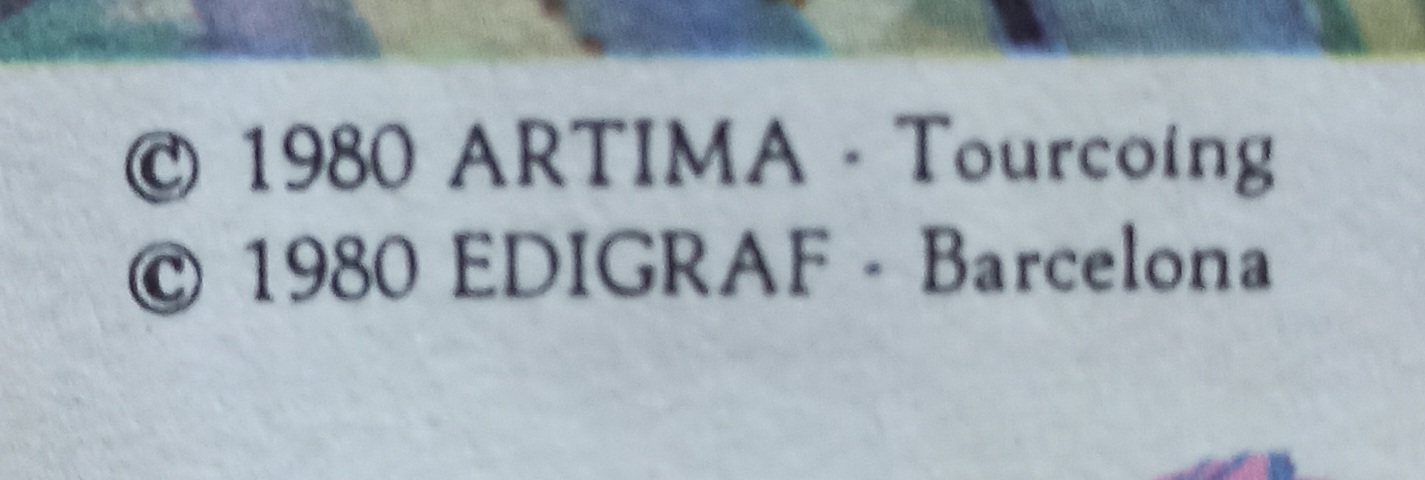 © 1980 ARTIMA · Tourcoing
© 1980 EDIGRAF · Barcelona